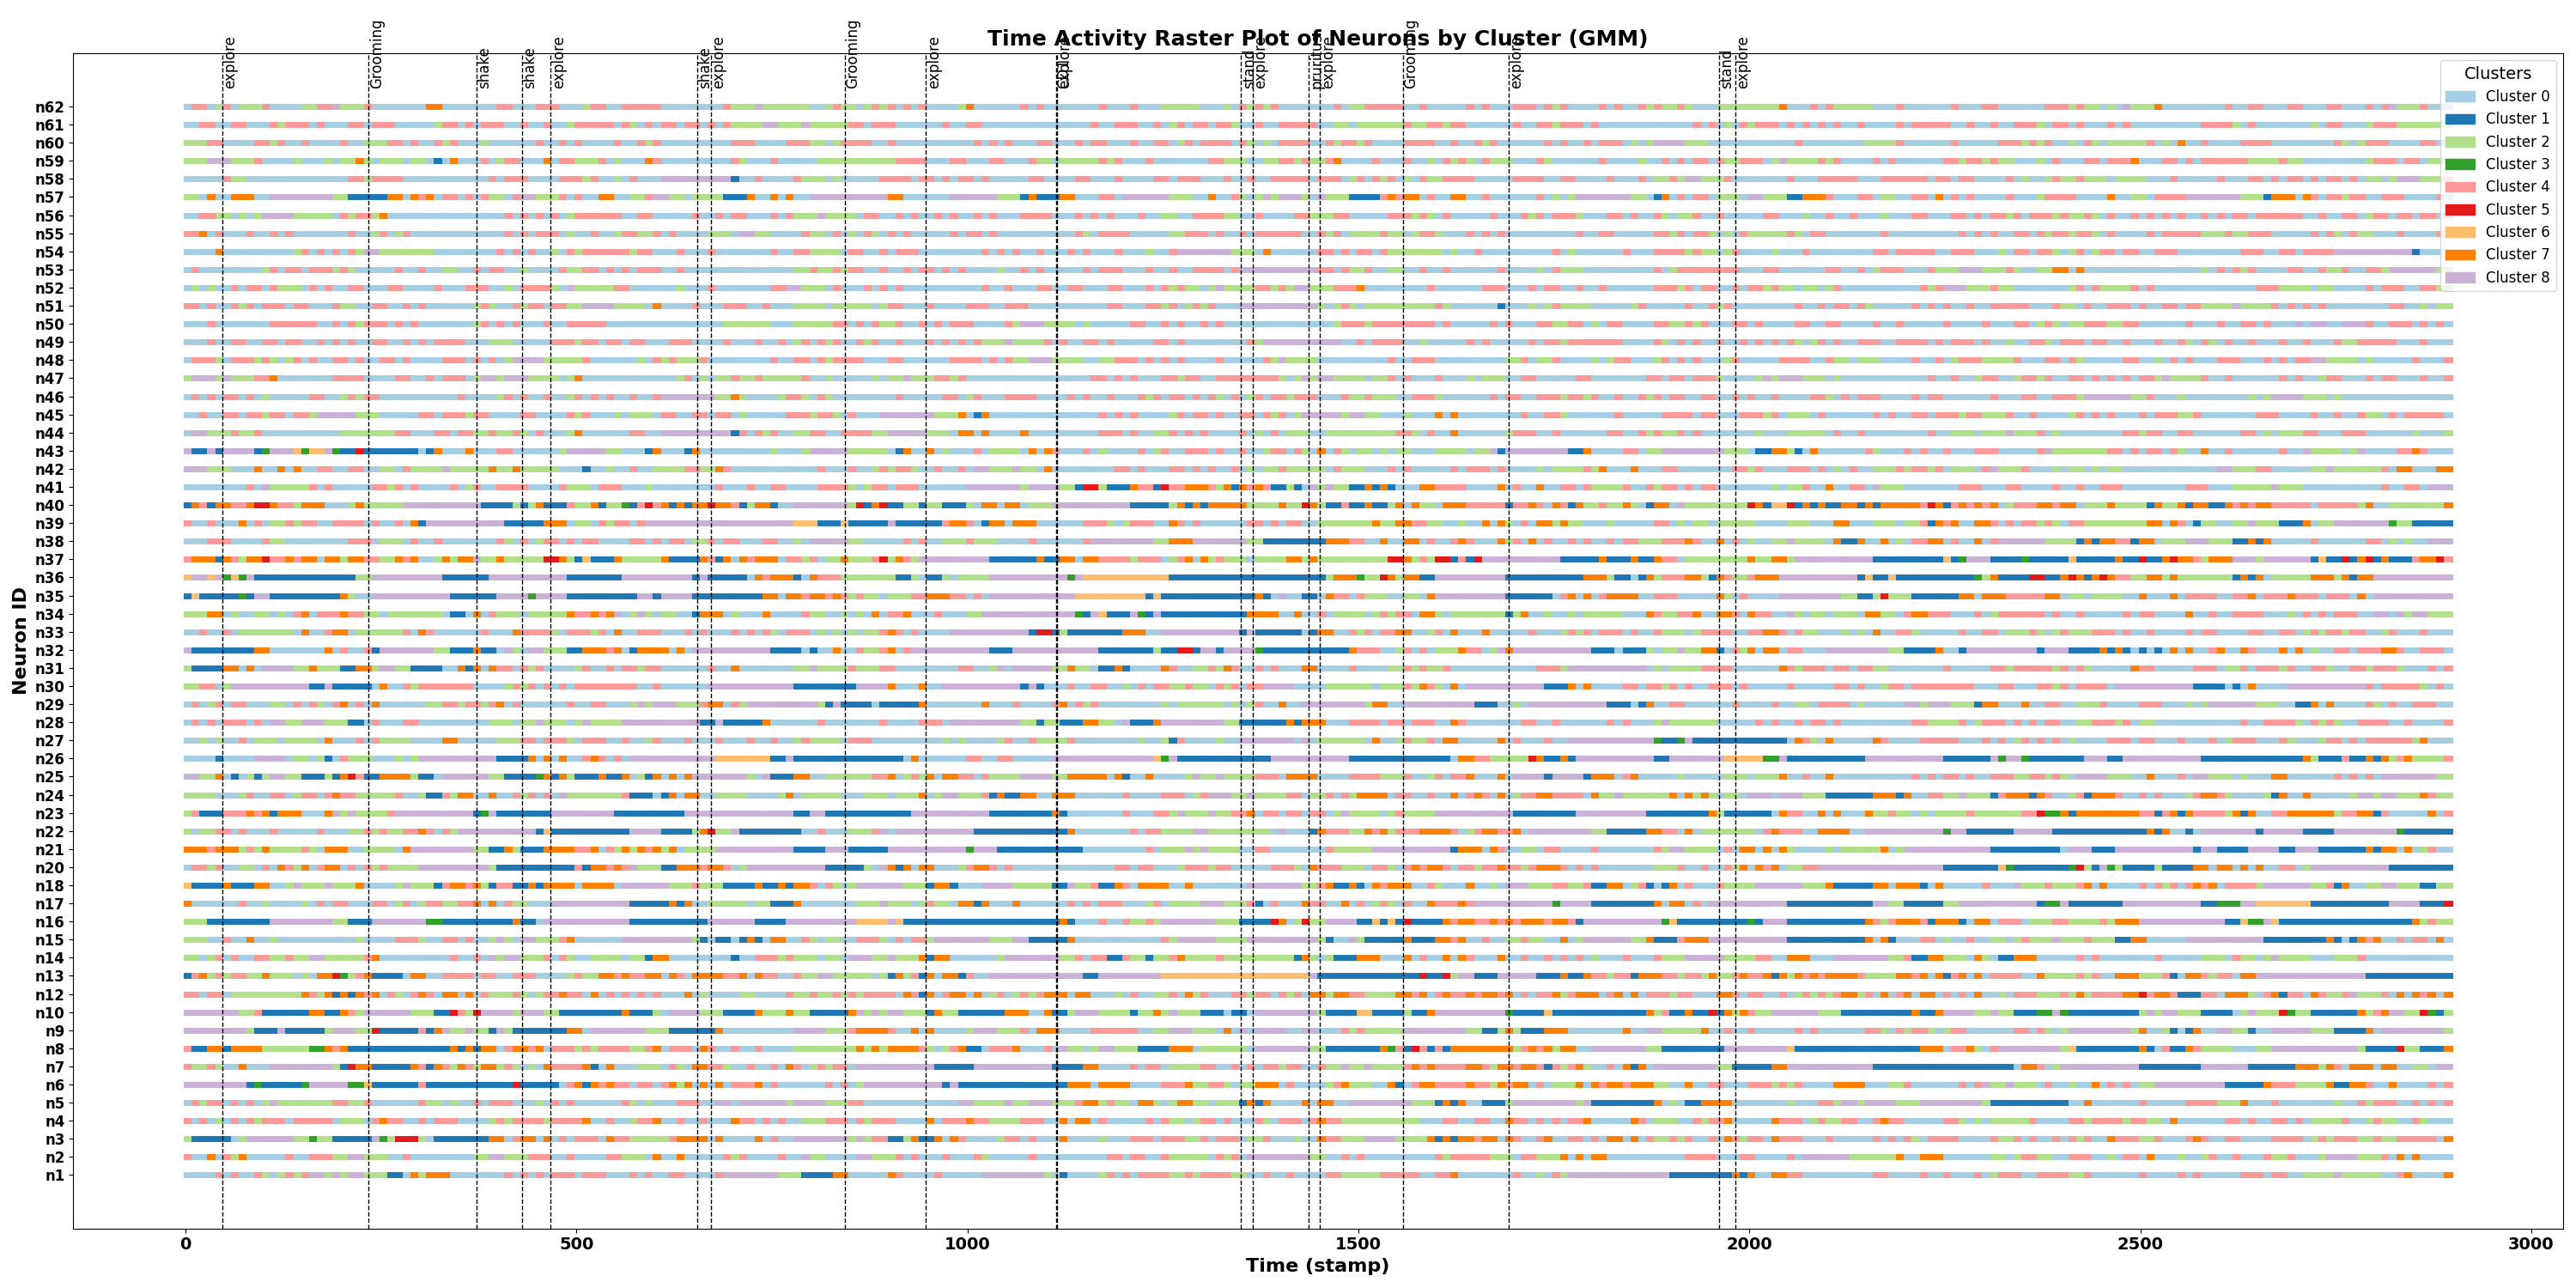 Time Activity Raster Plot of Neurons by Cluster (GMM)
explore
Grooming
shake
shake
explore
shake
explore
Grooming
explore
explore
stand
explore
pruritus
explore
Grooming
explore
stand
explore
Clusters
Cluster 0
Cluster 1
Cluster 2
Cluster 3
Cluster 4
Cluster 5
Cluster 6
Cluster 7
Cluster 8
Neuron ID
n62
n61
n60
n59
n58
n57
n56
n55
n54
n53
n52
n51
n50
n49
n48
n47
n46
n45
n44
n43
n42
n41
n40
n39
n38
n37
n36
n35
n34
n33
n32
n31
n30
n29
n28
n27
n26
n25
n24
n23
n22
n21
n20
n18
n17
n16
n15
n14
n13
n12
n10
n9
n8
n7
n6
n5
n4
n3
n2
n1
0 500 1000 1500 2000 2500 3000
Time (stamp)